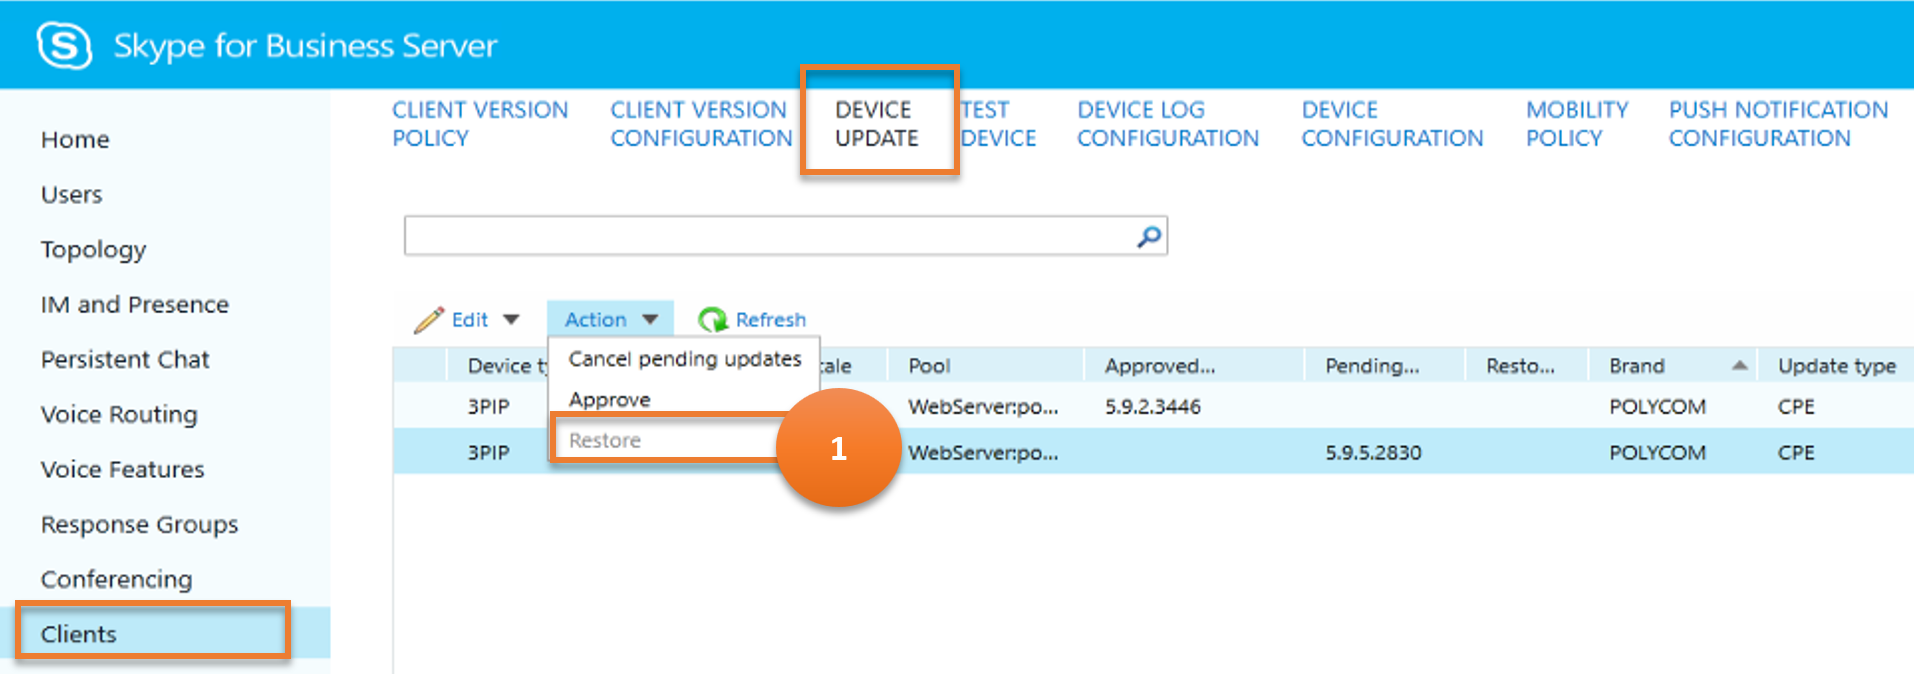 Skype for Business Server
CLIENT VERSION POLICY
CLIENT VERSION CONFIGURATION
DEVICE UPDATE
TEST DEVICE
DEVICE LOG CONFIGURATION
DEVICE CONFIGURATION
MOBILITY POLICY
PUSH NOTIFICATION CONFIGURATION
Home
Users
Topology
IM and Presence
Persistent Chat
Voice Routing
Voice Features
Response Groups
Conferencing
Clients
Edit Action Refresh
Cancel pending updates
Approve
Restore
1
Device ty cale Pool Approved... Pending... Resto... Brand Update type
3PIP WebServer:po... 5.9.2.3446 POLYCOM CPE
3PIP WebServer:po... 5.9.5.2830 POLYCOM CPE